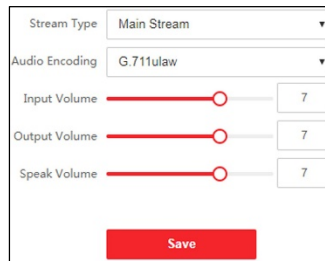 Stream Type Main Stream
Audio Encoding G.711ulaw
Input Volume 7
Output Volume 7
Speak Volume 7
Save